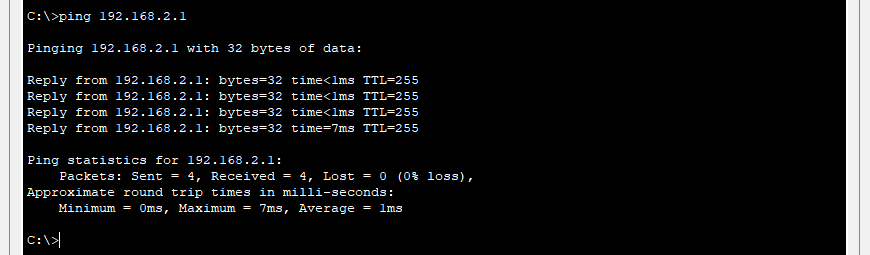 C:\>ping 192.168.2.1
Pinging 192.168.2.1 with 32 bytes of data:
Reply from 192.168.2.1: bytes=32 time<1ms TTL=255
Reply from 192.168.2.1: bytes=32 time<1ms TTL=255
Reply from 192.168.2.1: bytes=32 time<1ms TTL=255
Reply from 192.168.2.1: bytes=32 time=7ms TTL=255
Ping statistics for 192.168.2.1:
    Packets: Sent = 4, Received = 4, Lost = 0 (0% loss),
Approximate round trip times in milli-seconds:
    Minimum = 0ms, Maximum = 7ms, Average = 1ms
C:\>